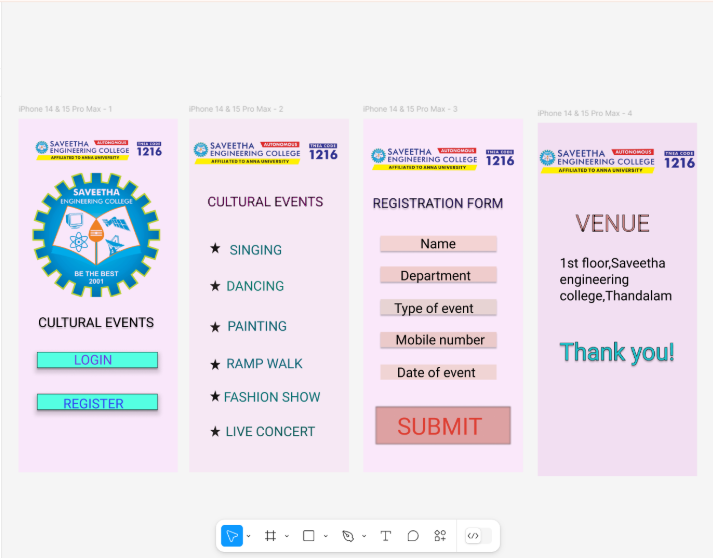 iPhone 14 & 15 Pro Max - 1
SAVEETHA AUTONOMOUS
ENGINEERING COLLEGE
AFFILIATED TO ANNA UNIVERSITY
TNEA CODE
1216
SAVEETHA
ENGINEERING COLLEGE
BE THE BEST
2001
CULTURAL EVENTS
LOGIN
REGISTER
iPhone 14 & 15 Pro Max - 2
SAVEETHA AUTONOMOUS
ENGINEERING COLLEGE
AFFILIATED TO ANNA UNIVERSITY
TNEA CODE
1216
CULTURAL EVENTS
★ SINGING
★ DANCING
★ PAINTING
★ RAMP WALK
★ FASHION SHOW
★ LIVE CONCERT
iPhone 14 & 15 Pro Max - 3
SAVEETHA AUTONOMOUS
ENGINEERING COLLEGE
AFFILIATED TO ANNA UNIVERSITY
TNEA CODE
1216
REGISTRATION FORM
Name
Department
Type of event
Mobile number
Date of event
SUBMIT
iPhone 14 & 15 Pro Max - 4
SAVEETHA AUTONOMOUS
ENGINEERING COLLEGE
AFFILIATED TO ANNA UNIVERSITY
TNEA CODE
1216
VENUE
1st floor,Saveetha
engineering
college,Thandalam
Thank you!